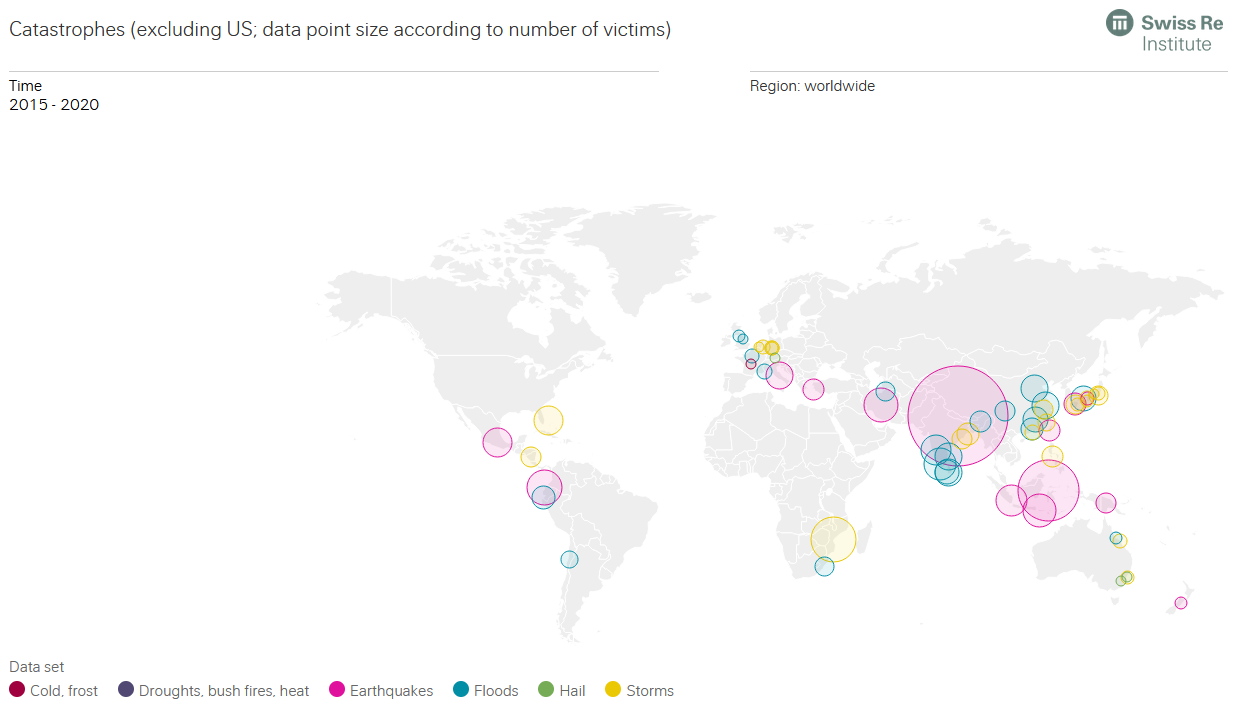 Catastrophes (excluding US; data point size according to number of victims)
Swiss Re
Institute
Time
2015 - 2020
Region: worldwide
Data set
Cold, frost
Droughts, bush fires, heat
Earthquakes
Floods
Hail
Storms